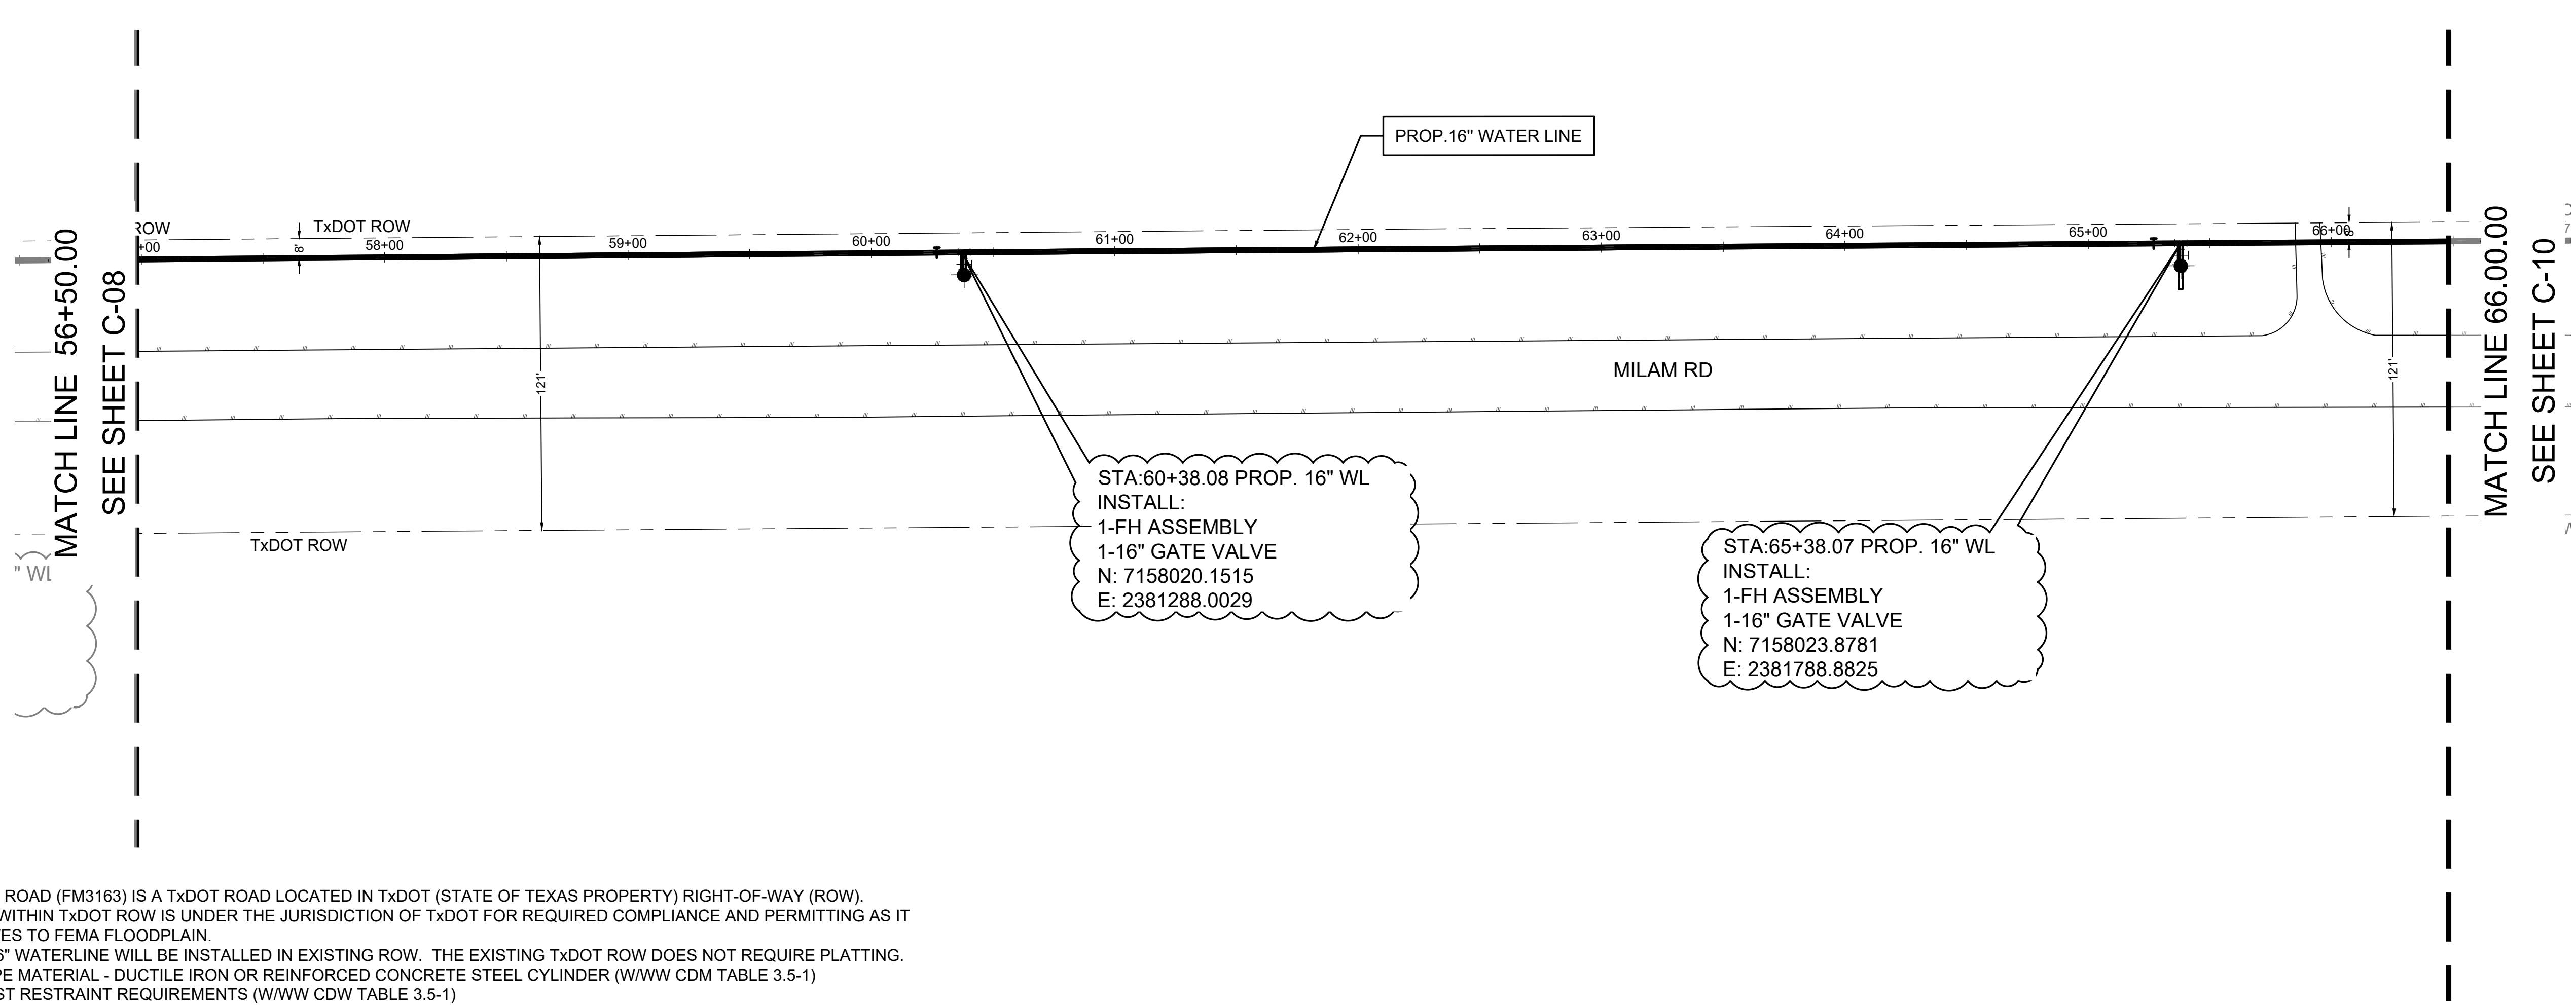 PROP.16" WATER LINE
ROW
TxDOT ROW
+00
58+00
59+00
60+00
61+00
62+00
63+00
64+00
65+00
66+00
8'
121'
121'
MATCH LINE 56+50.00
SEE SHEET C-08
MATCH LINE 66.00.00
SEE SHEET C-10
MILAM RD
TxDOT ROW
" WL
STA:60+38.08 PROP. 16" WL
INSTALL:
1-FH ASSEMBLY
1-16" GATE VALVE
N: 7158020.1515
E: 2381288.0029
STA:65+38.07 PROP. 16" WL
INSTALL:
1-FH ASSEMBLY
1-16" GATE VALVE
N: 7158023.8781
E: 2381788.8825
ROAD (FM3163) IS A TxDOT ROAD LOCATED IN TxDOT (STATE OF TEXAS PROPERTY) RIGHT-OF-WAY (ROW).
WITHIN TxDOT ROW IS UNDER THE JURISDICTION OF TxDOT FOR REQUIRED COMPLIANCE AND PERMITTING AS IT
ES TO FEMA FLOODPLAIN.
6" WATERLINE WILL BE INSTALLED IN EXISTING ROW. THE EXISTING TxDOT ROW DOES NOT REQUIRE PLATTING.
PE MATERIAL - DUCTILE IRON OR REINFORCED CONCRETE STEEL CYLINDER (W/WW CDM TABLE 3.5-1)
ST RESTRAINT REQUIREMENTS (W/WW CDW TABLE 3.5-1)